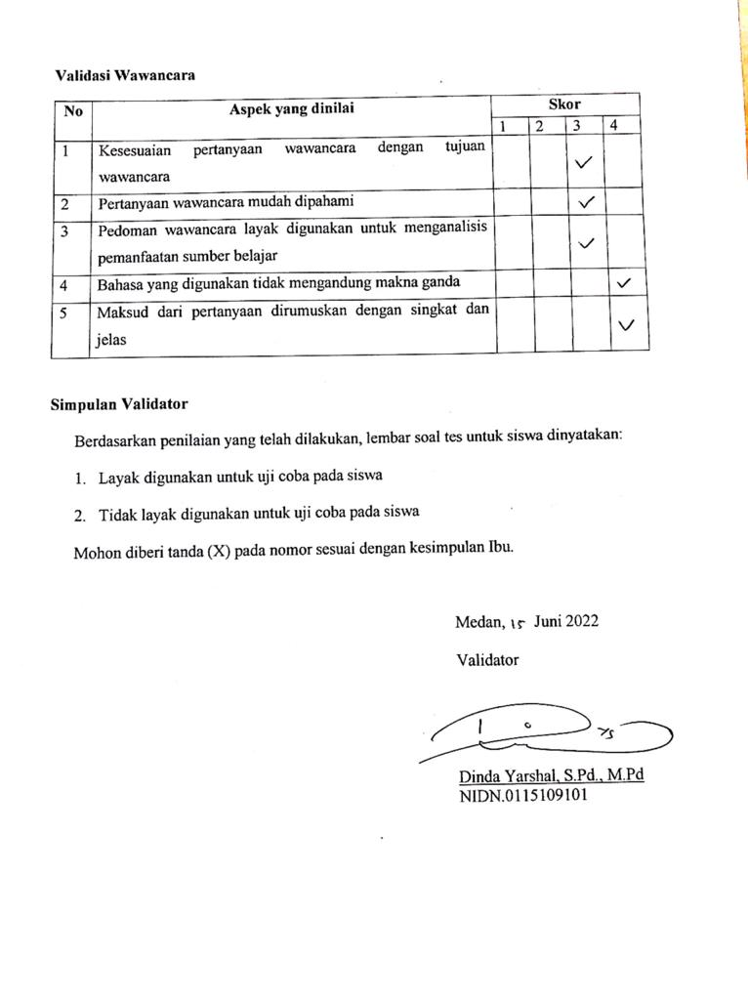 Validasi Wawancara
No Aspek yang dinilai Skor
1 2 3 4
1 Kesesuaian pertanyaan wawancara dengan tujuan
wawancara ✓
2 Pertanyaan wawancara mudah dipahami ✓
3 Pedoman wawancara layak digunakan untuk menganalisis
pemanfaatan sumber belajar ✓
4 Bahasa yang digunakan tidak mengandung makna ganda ✓
5 Maksud dari pertanyaan dirumuskan dengan singkat dan
jelas ✓
Simpulan Validator
Berdasarkan penilaian yang telah dilakukan, lembar soal tes untuk siswa dinyatakan:
1. Layak digunakan untuk uji coba pada siswa
2. Tidak layak digunakan untuk uji coba pada siswa
Mohon diberi tanda (X) pada nomor sesuai dengan kesimpulan Ibu.
Medan, 15 Juni 2022
Validator
Dinda Yarshal, S.Pd., M.Pd
NIDN.0115109101